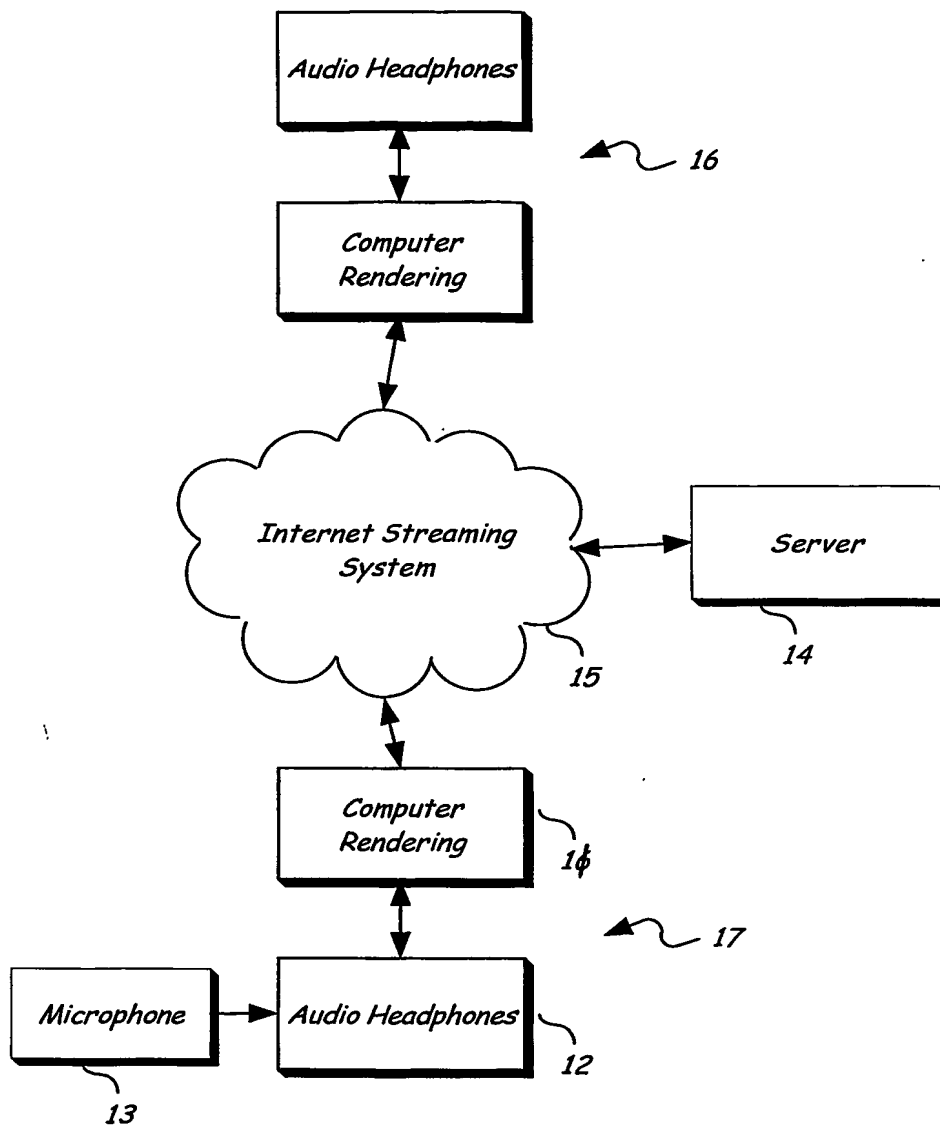 Audio Headphones
16
Computer
Rendering
Internet Streaming
System
Server
14
15
Computer
Rendering
17
Microphone
Audio Headphones
12
13